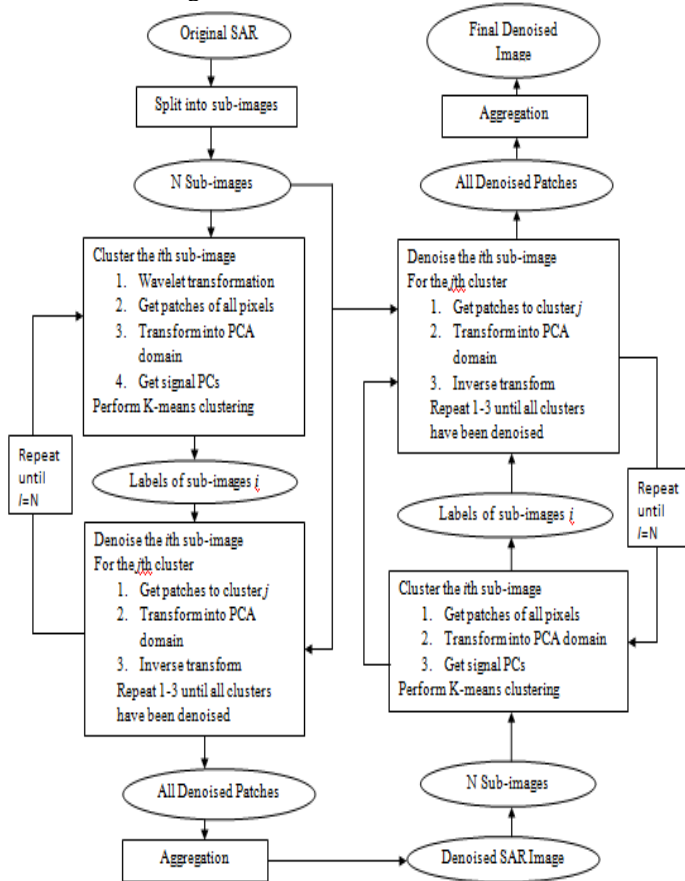 Original SAR
Split into sub-images
N Sub-images
Cluster the ith sub-image
1. Wavelet transformation
2. Get patches of all pixels
3. Transform into PCA
domain
4. Get signal PCs
Perform K-means clustering
Repeat
until
I=N
Labels of sub-images i
Denoise the ith sub-image
For the jth cluster
1. Get patches to cluster j
2. Transform into PCA
domain
3. Inverse transform
Repeat 1-3 until all clusters
have been denoised
All Denoised Patches
Aggregation
Final Denoised
Image
Aggregation
All Denoised Patches
Denoise the ith sub-image
For the jth cluster
1. Get patches to cluster j
2. Transform into PCA
domain
3. Inverse transform
Repeat 1-3 until all clusters
have been denoised
Repeat
until
I=N
Labels of sub-images i
Cluster the ith sub-image
1. Get patches of all pixels
2. Transform into PCA domain
3. Get signal PCs
Perform K-means clustering
N Sub-images
Denoised SAR Image